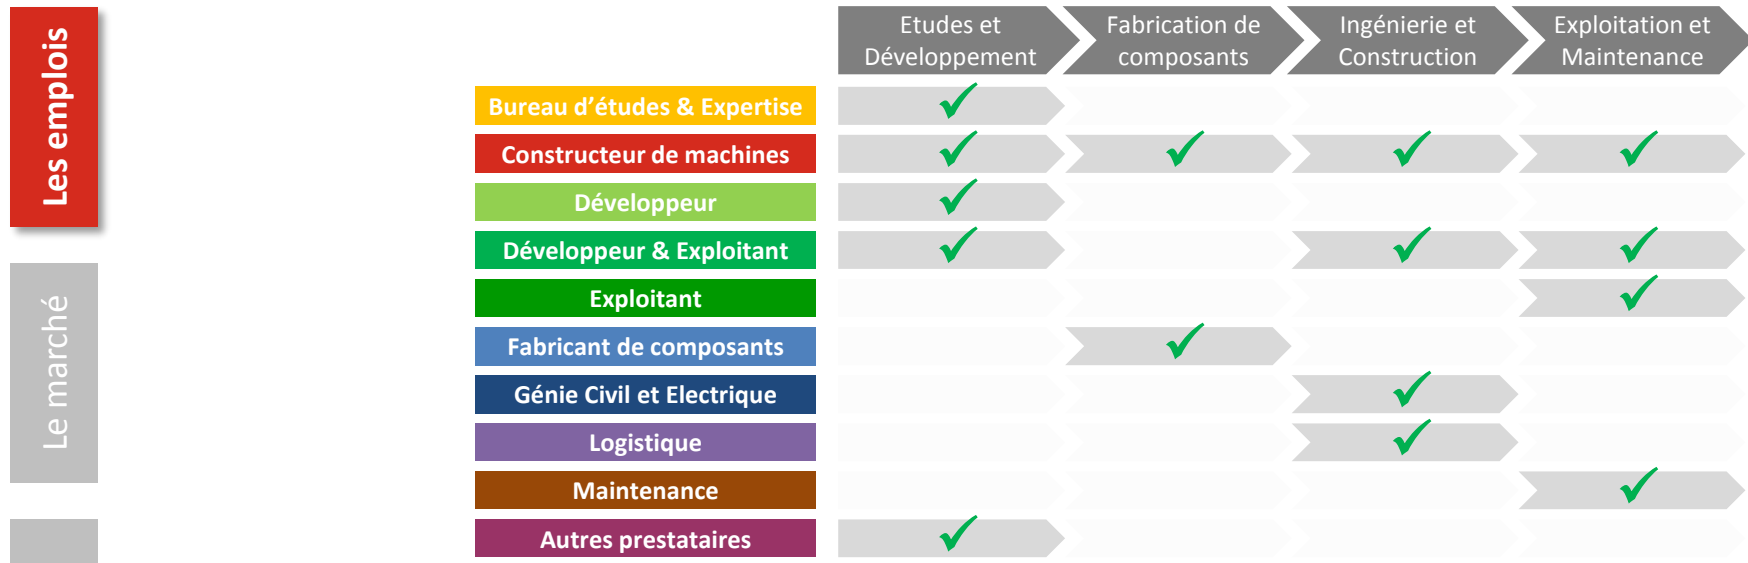 Les emplois
Le marché
Etudes et
Développement
Fabrication de
composants
Ingénierie et
Construction
Exploitation et
Maintenance
Bureau d’études & Expertise
Constructeur de machines
Développeur
Développeur & Exploitant
Exploitant
Fabricant de composants
Génie Civil et Electrique
Logistique
Maintenance
Autres prestataires